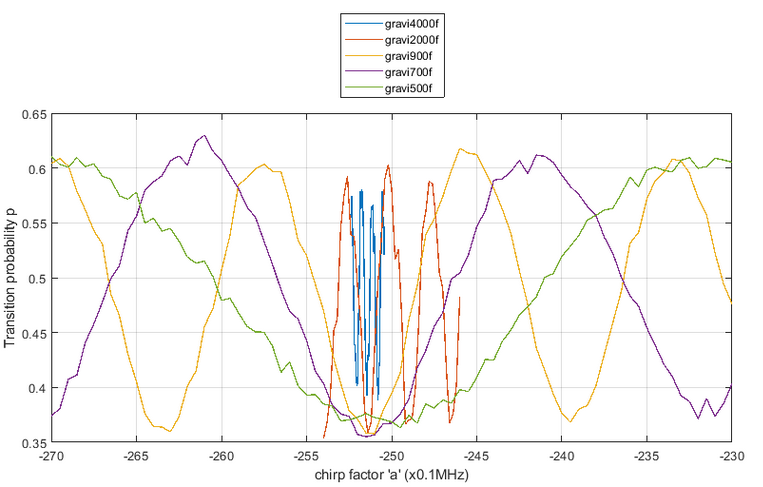 gravi4000f
gravi2000f
gravi900f
gravi700f
gravi500f
0.65
0.6
0.55
0.5
0.45
0.4
0.35
Transition probability p
-270
-265
-260
-255
-250
-245
-240
-235
-230
chirp factor 'a' (x0.1MHz)